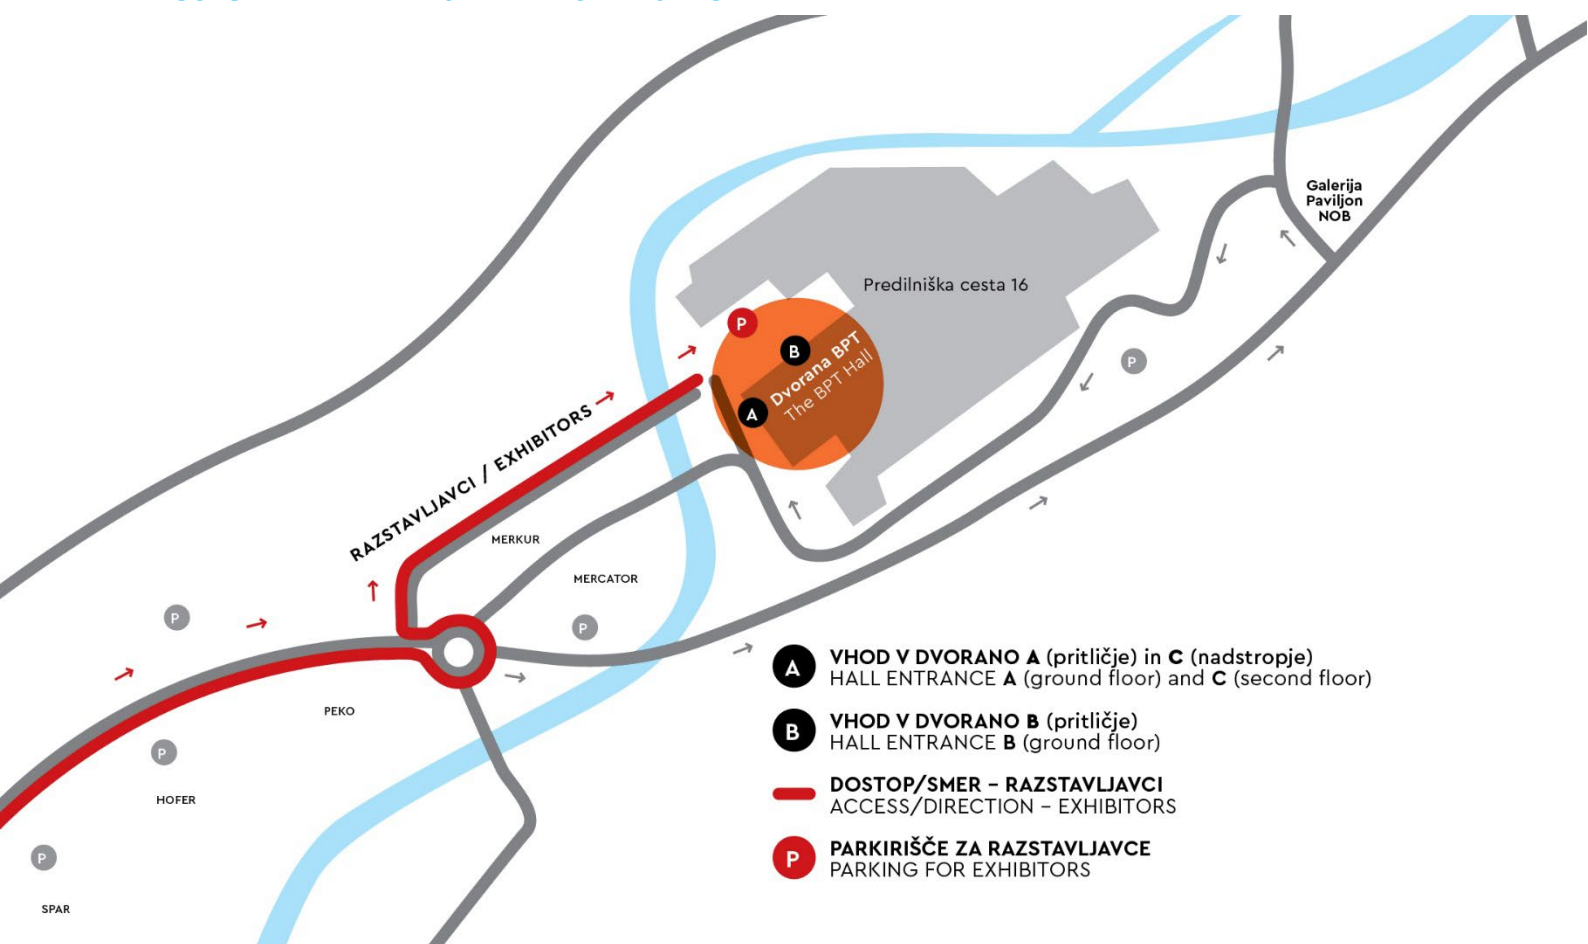 Galerija
Paviljon
NOB
Predilniška cesta 16
P
B
Dvorana BPT
The BPT Hall
A
P
RAZSTAVLJAVCI / EXHIBITORS
MERKUR
MERCATOR
P
P
PEKO
P
HOFER
P
SPAR
A
VHOD V DVORANO A (pritličje) in C (nadstropje)
HALL ENTRANCE A (ground floor) and C (second floor)
B
VHOD V DVORANO B (pritličje)
HALL ENTRANCE B (ground floor)
DOSTOP/SMER – RAZSTAVLJAVCI
ACCESS/DIRECTION – EXHIBITORS
P
PARKIRIŠČE ZA RAZSTAVLJAVCE
PARKING FOR EXHIBITORS